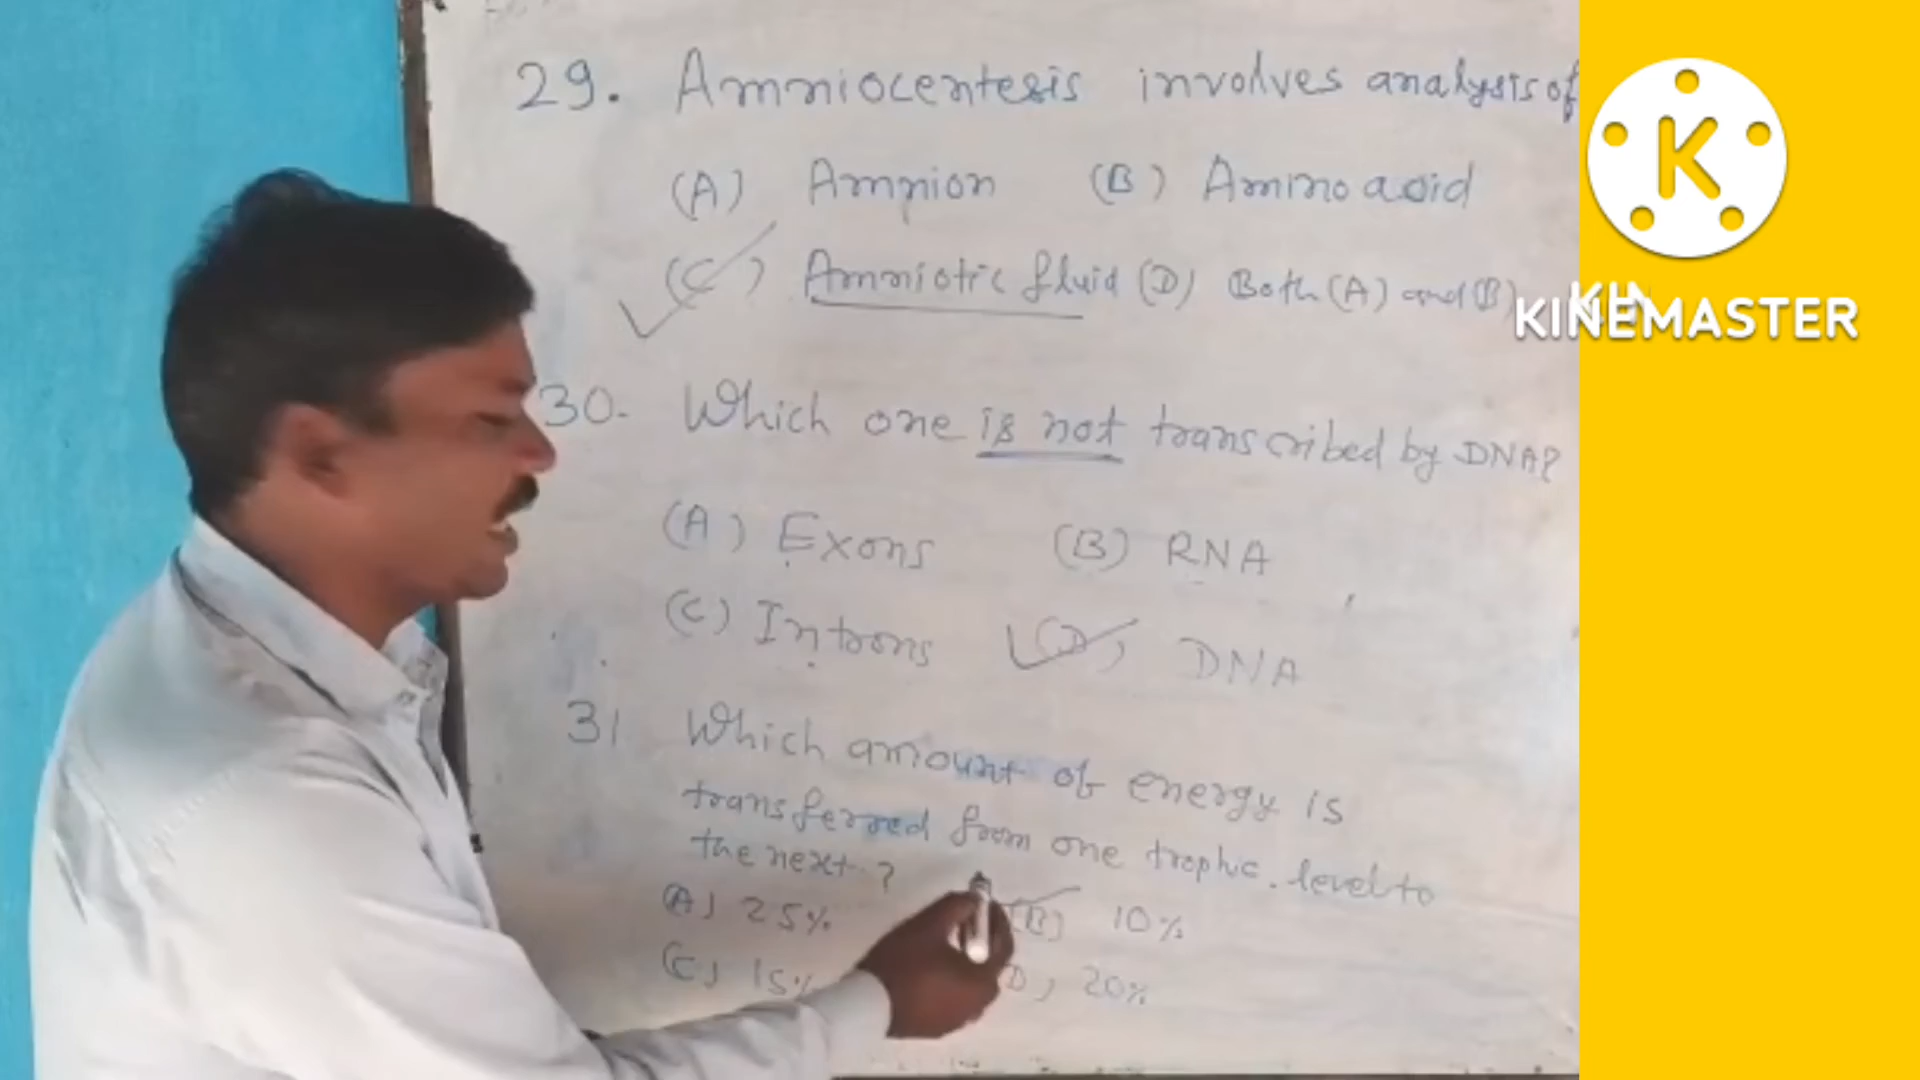 29. Amniocentesis involves analysis of
(A) Amnion (B) Amino acid
(C) Amniotic fluid (D) Both (A) and (B)
30. Which one is not transcribed by DNA?
(A) Exons (B) RNA
(C) Introns (D) DNA
31 Which amount of energy is
transferred from one trophic level to
the next?
(A) 25% (B) 10%
(C) 15% (D) 20%
K
KINEMASTER